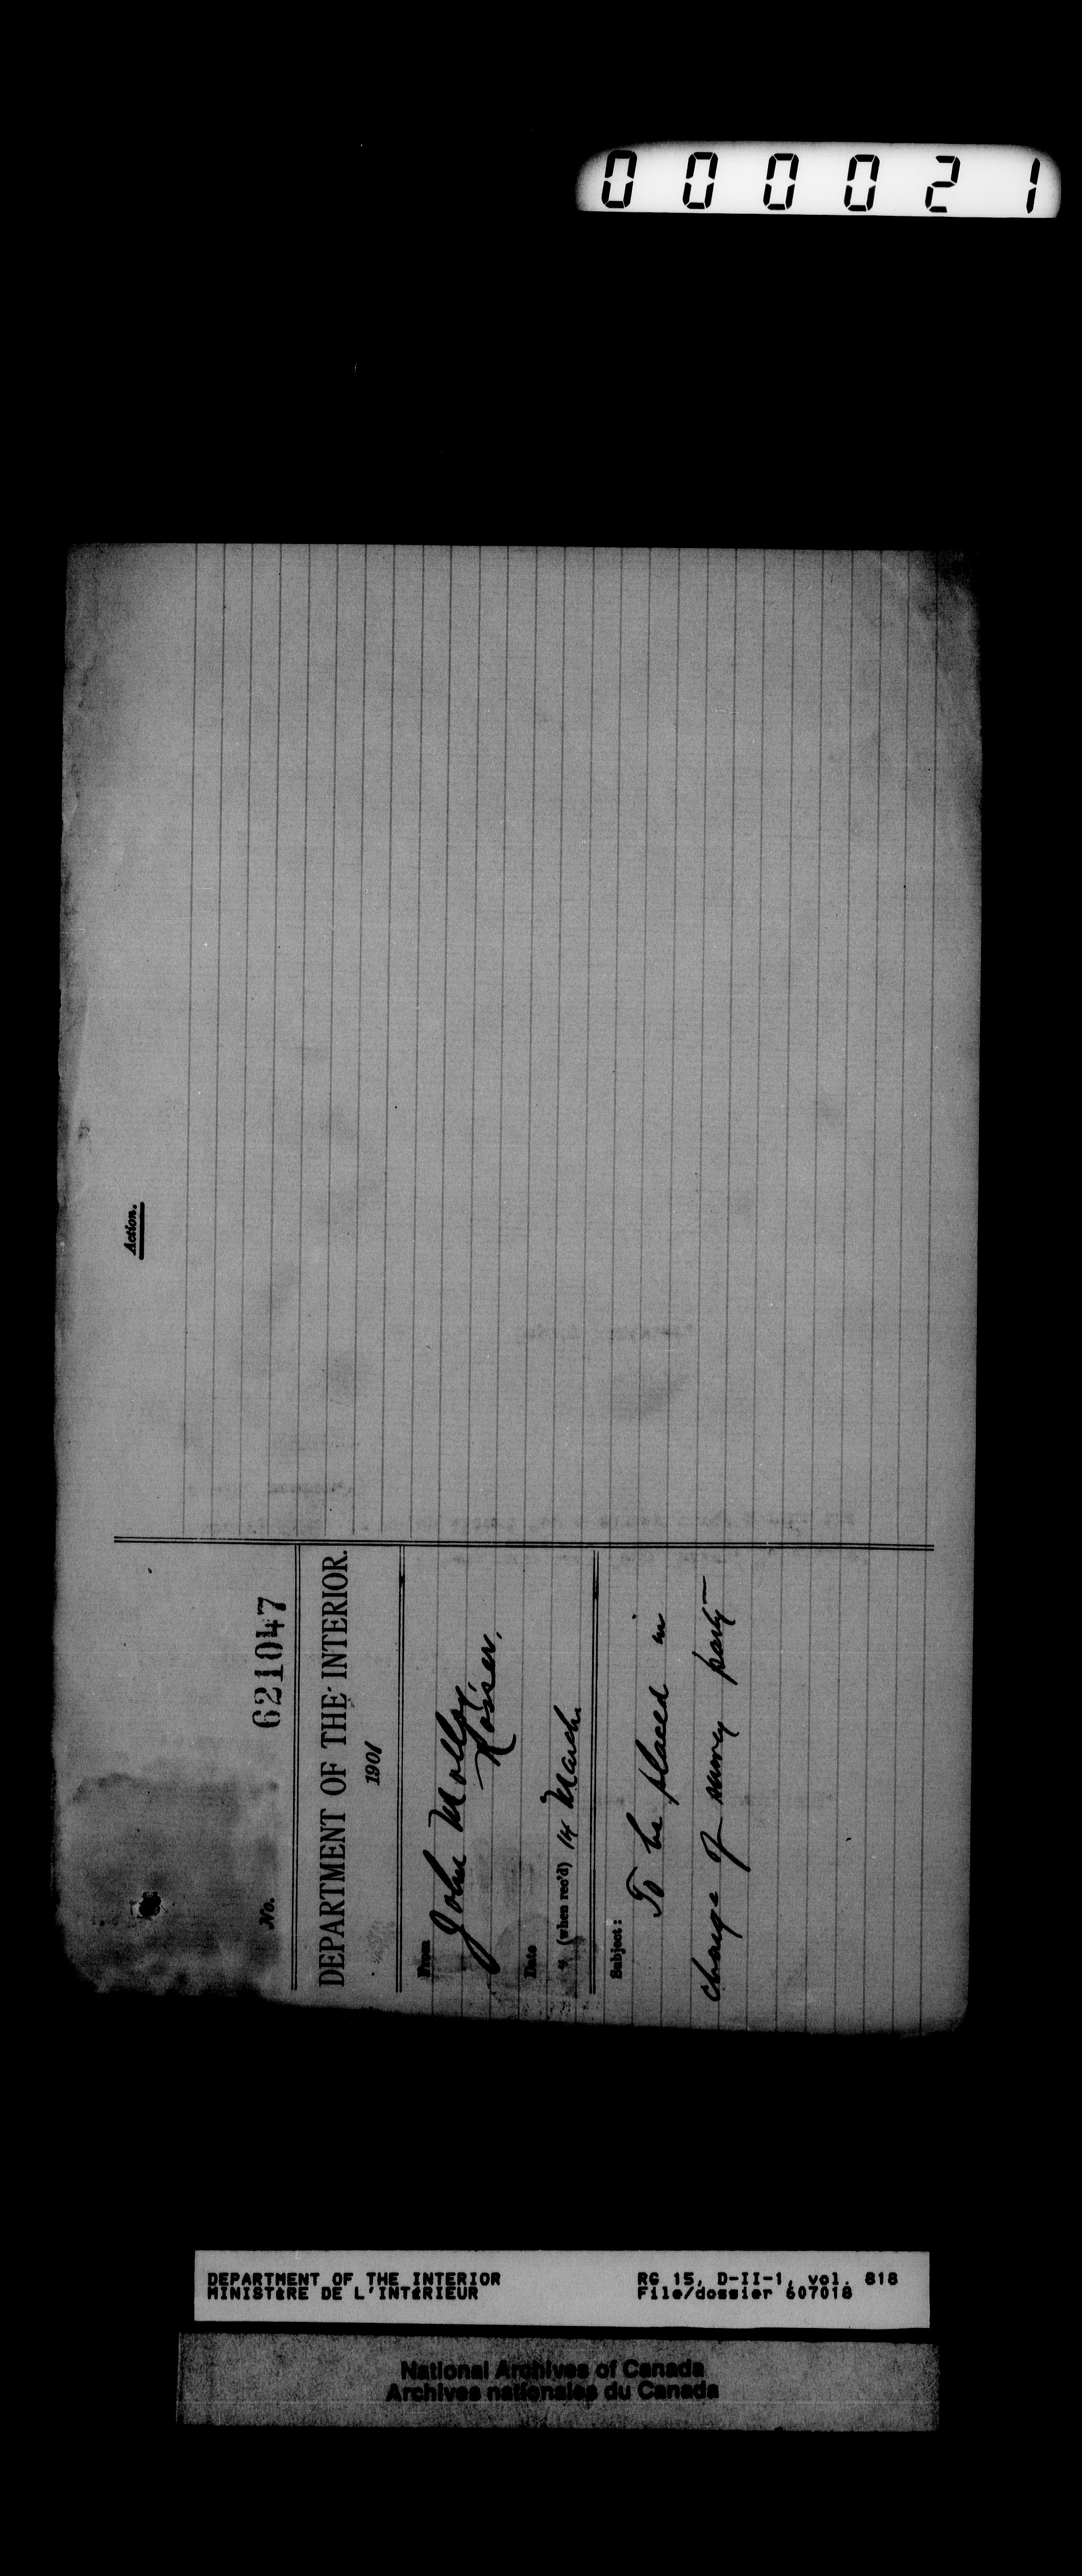 000021
Action.
No. 621047
DEPARTMENT OF THE INTERIOR.
1901
From John Molloy
Rosser.
Date
" (when rec'd) 14 March.
Subject:
To be placed in
charge of survey party
DEPARTMENT OF THE INTERIOR
MINISTÈRE DE L'INTÉRIEUR
RG 15, D-II-1, vol. 818
File/dossier 607018
National Archives of Canada
Archives nationales du Canada